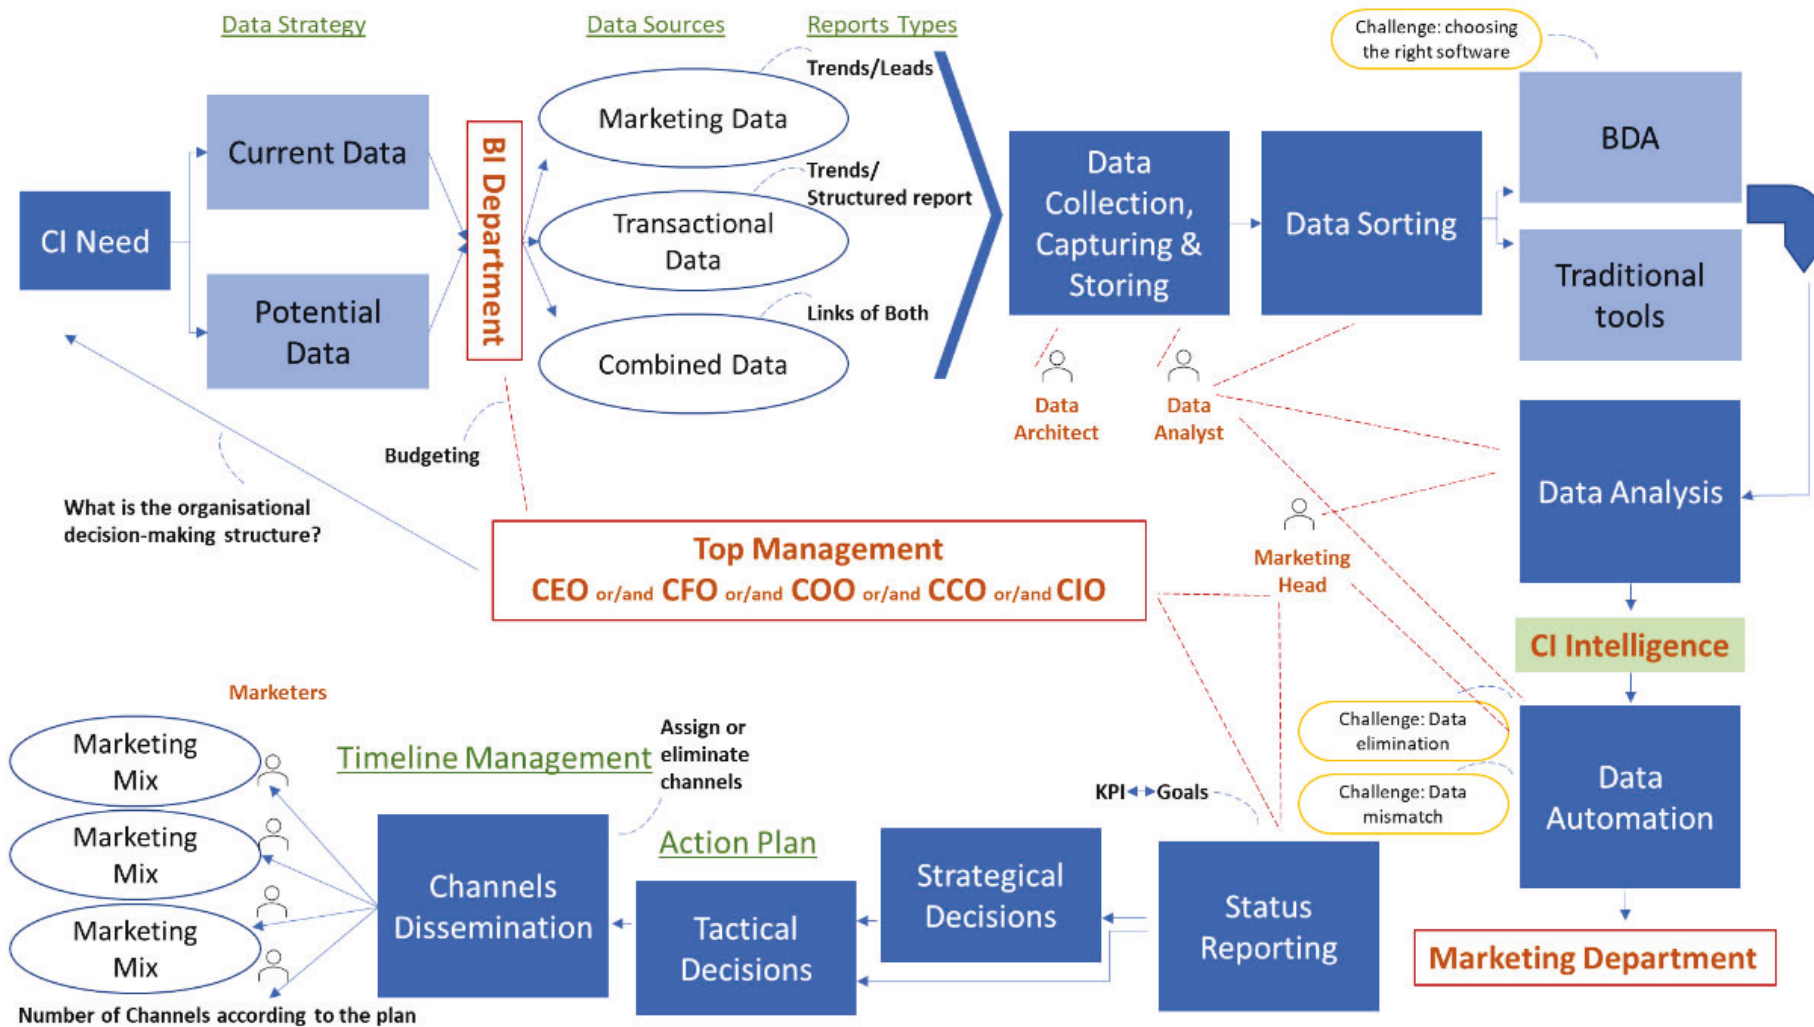 Data Strategy
Data Sources
Reports Types
Challenge: choosing
the right software
Trends/Leads
Marketing Data
Current Data
BI Department
BDA
Data
Collection,
Capturing &
Storing
Data Sorting
Trends/
Structured report
CI Need
Transactional
Data
Traditional
tools
Potential
Data
Links of Both
Combined Data
Data
Architect
Data
Analyst
Budgeting
What is the organisational
decision-making structure?
Data Analysis
Top Management
CEO or/and CFO or/and COO or/and CCO or/and CIO
Marketing
Head
CI Intelligence
Marketers
Marketing
Mix
Marketing
Mix
Marketing
Mix
Number of Channels according to the plan
Timeline Management
Assign or
eliminate
channels
Channels
Dissemination
Action Plan
Tactical
Decisions
Strategical
Decisions
KPI Goals
Status
Reporting
Challenge: Data
elimination
Challenge: Data
mismatch
Data
Automation
Marketing Department